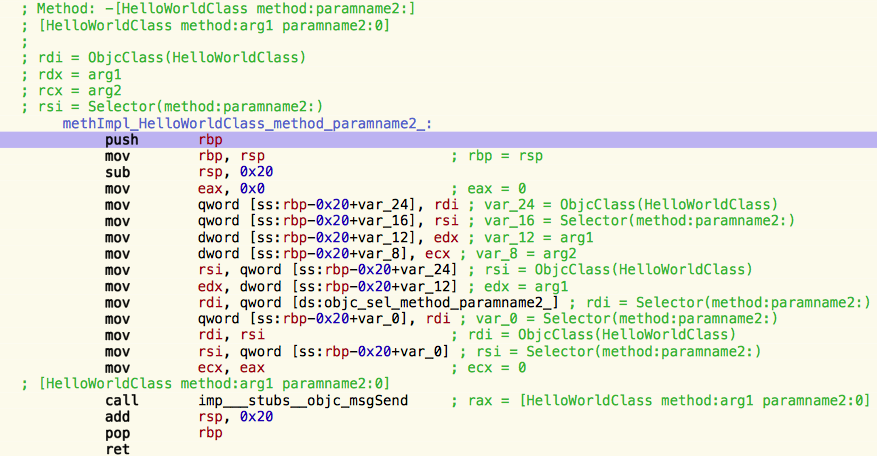 ; Method: -[HelloWorldClass method:paramname2:]
; [HelloWorldClass method:arg1 paramname2:0]
;
; rdi = ObjcClass(HelloWorldClass)
; rdx = arg1
; rcx = arg2
; rsi = Selector(method:paramname2:)
methImpl_HelloWorldClass_method_paramname2_:
push rbp
mov rbp, rsp ; rbp = rsp
sub rsp, 0x20
mov eax, 0x0 ; eax = 0
mov qword [ss:rbp-0x20+var_24], rdi ; var_24 = ObjcClass(HelloWorldClass)
mov qword [ss:rbp-0x20+var_16], rsi ; var_16 = Selector(method:paramname2:)
mov dword [ss:rbp-0x20+var_12], edx ; var_12 = arg1
mov dword [ss:rbp-0x20+var_8], ecx ; var_8 = arg2
mov rsi, qword [ss:rbp-0x20+var_24] ; rsi = ObjcClass(HelloWorldClass)
mov edx, dword [ss:rbp-0x20+var_12] ; edx = arg1
mov rdi, qword [ds:objc_sel_method_paramname2_] ; rdi = Selector(method:paramname2:)
mov qword [ss:rbp-0x20+var_0], rdi ; var_0 = Selector(method:paramname2:)
mov rdi, rsi ; rdi = ObjcClass(HelloWorldClass)
mov rsi, qword [ss:rbp-0x20+var_0] ; rsi = Selector(method:paramname2:)
mov ecx, eax ; ecx = 0
; [HelloWorldClass method:arg1 paramname2:0]
call imp___stubs__objc_msgSend ; rax = [HelloWorldClass method:arg1 paramname2:0]
add rsp, 0x20
pop rbp
ret